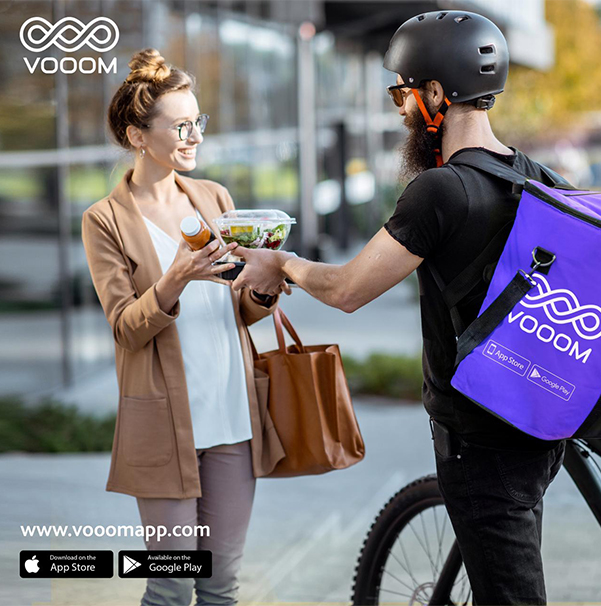 VOOOM
VOOOM
App Store
Google Play
www.vooomapp.com
Download on the
App Store
Available on the
Google Play